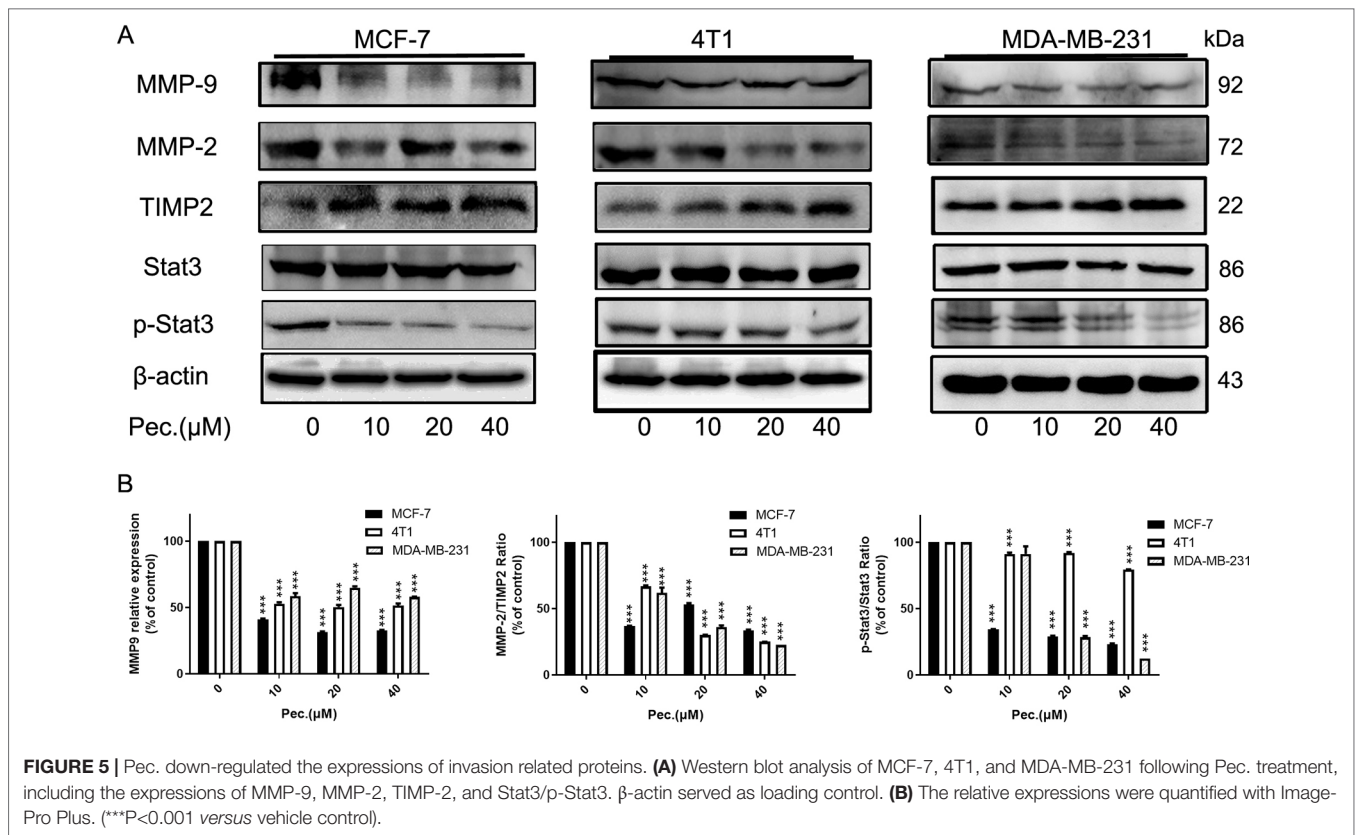 A
MCF-7 4T1 MDA-MB-231 kDa
MMP-9 92
MMP-2 72
TIMP2 22
Stat3 86
p-Stat3 86
β-actin 43
Pec.(μM) 0 10 20 40 0 10 20 40 0 10 20 40
B
MMP9 relative expression
(% of control)
100
50
0
*** *** *** *** *** *** *** *** ***
0 10 20 40
Pec.(μM)
MCF-7
4T1
MDA-MB-231
MMP-2/TIMP2 Ratio
(% of control)
100
50
0
*** *** *** *** *** *** *** *** ***
0 10 20 40
Pec.(μM)
MCF-7
4T1
MDA-MB-231
p-Stat3/Stat3 Ratio
(% of control)
100
50
0
*** *** *** *** *** *** *** ***
0 10 20 40
Pec.(μM)
MCF-7
4T1
MDA-MB-231
FIGURE 5 | Pec. down-regulated the expressions of invasion related proteins. (A) Western blot analysis of MCF-7, 4T1, and MDA-MB-231 following Pec. treatment,
including the expressions of MMP-9, MMP-2, TIMP-2, and Stat3/p-Stat3. β-actin served as loading control. (B) The relative expressions were quantified with Image-
Pro Plus. (***P<0.001 versus vehicle control).